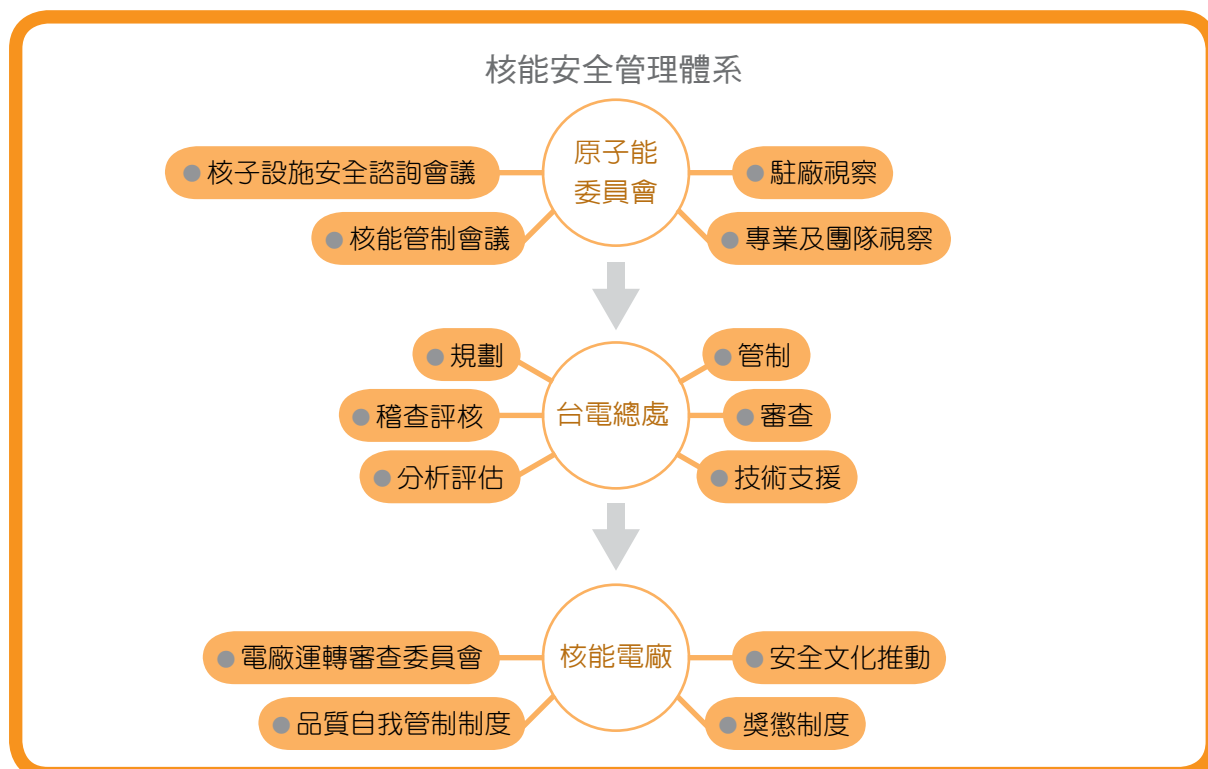 核能安全管理體系
原子能
委員會
核子設施安全諮詢會議
駐廠視察
核能管制會議
專業及團隊視察
規劃
管制
稽查評核
台電總處
審查
分析評估
技術支援
電廠運轉審查委員會
核能電廠
安全文化推動
品質自我管制制度
獎懲制度